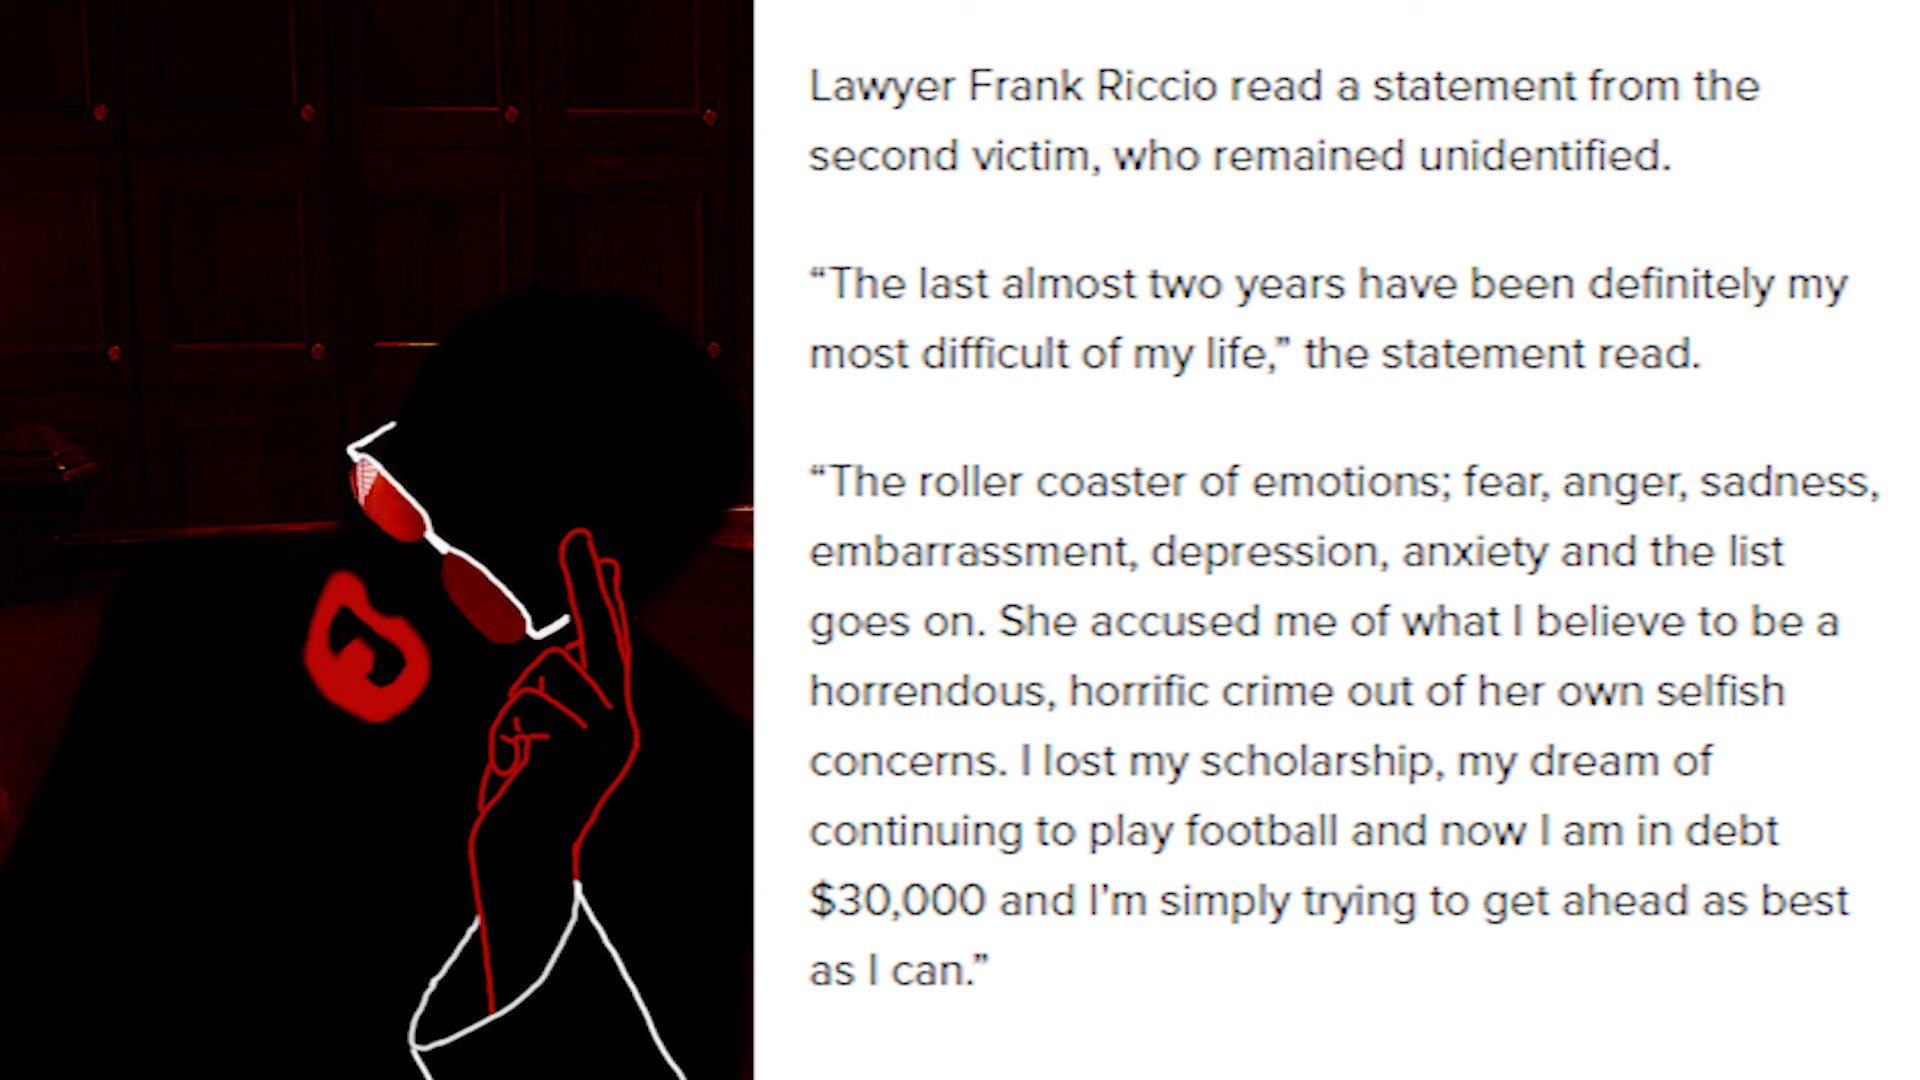 Lawyer Frank Riccio read a statement from the
second victim, who remained unidentified.
“The last almost two years have been definitely my
most difficult of my life,” the statement read.
“The roller coaster of emotions; fear, anger, sadness,
embarrassment, depression, anxiety and the list
goes on. She accused me of what I believe to be a
horrendous, horrific crime out of her own selfish
concerns. I lost my scholarship, my dream of
continuing to play football and now I am in debt
$30,000 and I’m simply trying to get ahead as best
as I can.”